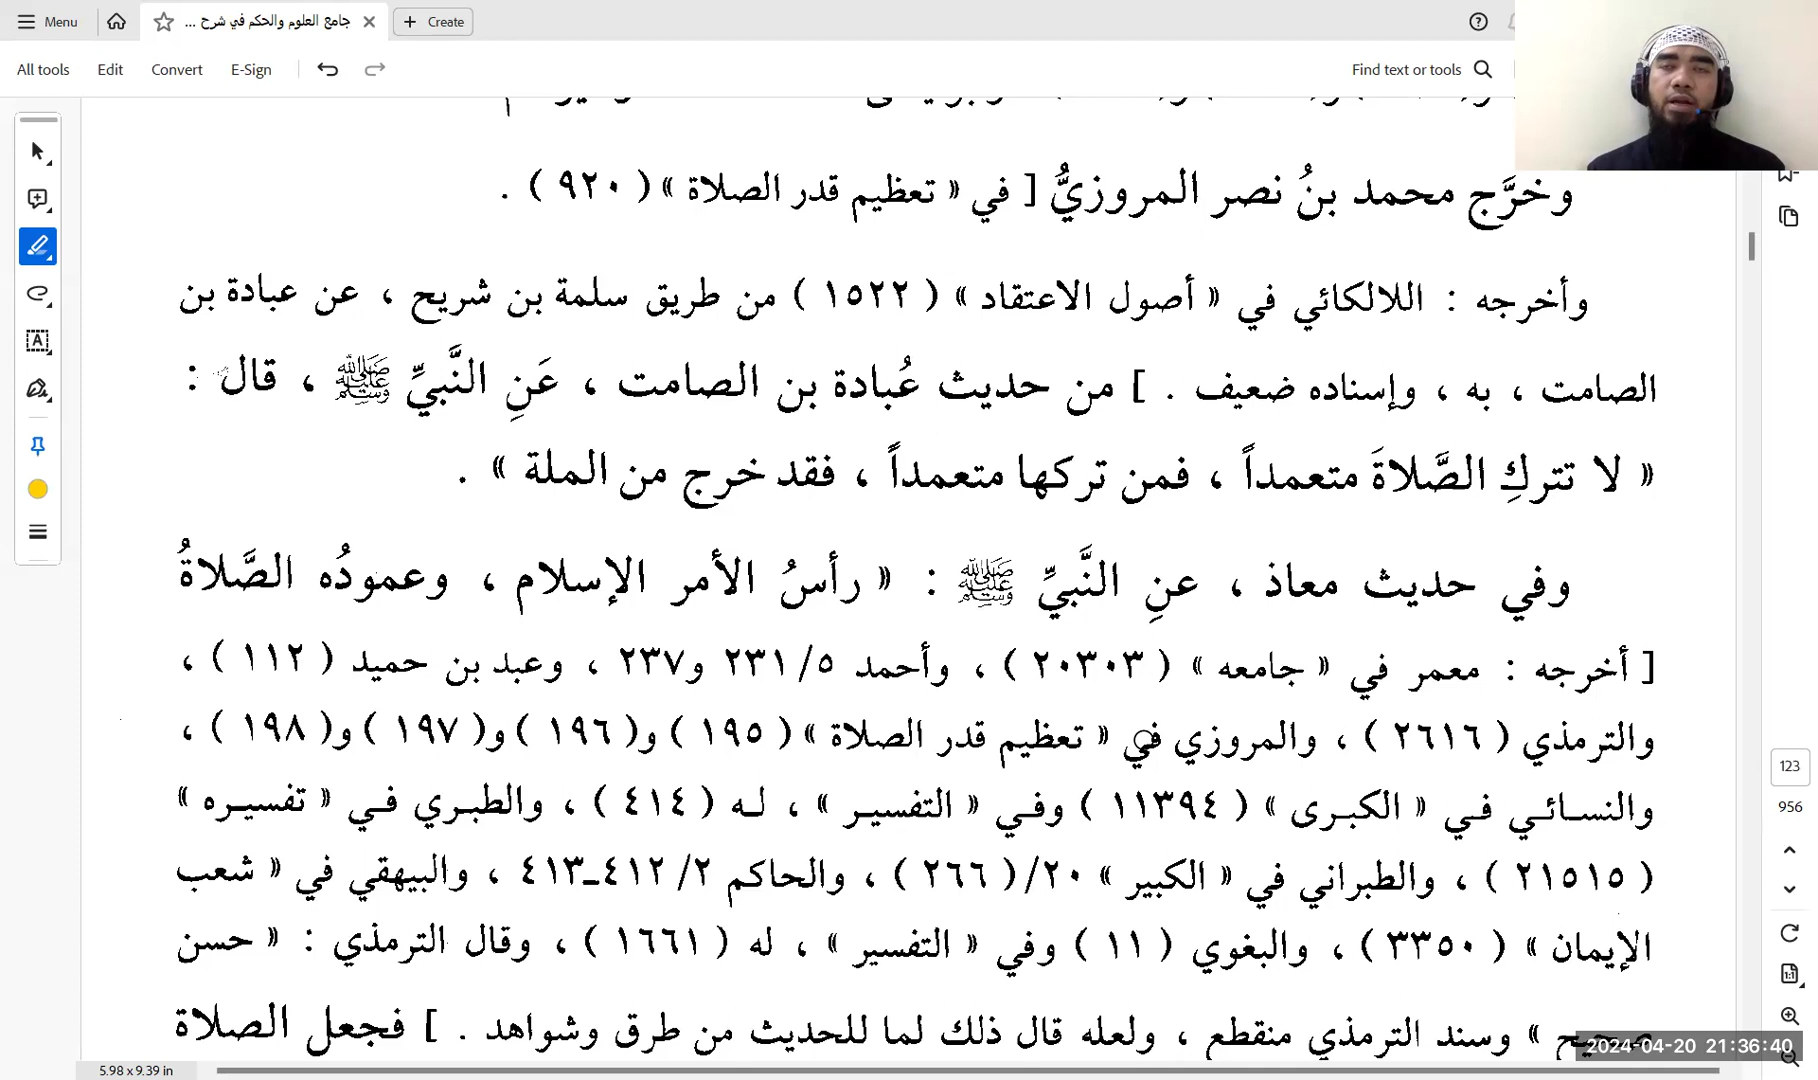 Menu
جامع العلوم والحكم في شرح ...
Create
All tools Edit Convert E-Sign
Find text or tools
وخرَّج محمد بنُ نصر المروزيُّ [ في « تعظيم قدر الصلاة » ( ٩٢٠ ) .
وأخرجه : اللالكائي في « أصول الاعتقاد » ( ١٥٢٢ ) من طريق سلمة بن شريح ، عن عبادة بن
الصامت ، به ، وإسناده ضعيف . ] من حديث عُبادة بن الصامت ، عَنِ النَّبيِّ ﷺ ، قال :
« لا تتركِ الصَّلاةَ متعمداً ، فمن تركها متعمداً ، فقد خرج من الملة » .
وفي حديث معاذ ، عنِ النَّبيِّ ﷺ : « رأسُ الأمر الإسلام ، وعمودُه الصَّلاةُ
[ أخرجه : معمر في « جامعه » ( ٢٠٣٠٣ ) ، وأحمد ٥/ ٢٣١ و٢٣٧ ، وعبد بن حميد ( ١١٢ ) ،
والترمذي ( ٢٦١٦ ) ، والمروزي في « تعظيم قدر الصلاة » ( ١٩٥ ) و( ١٩٦ ) و( ١٩٧ ) و( ١٩٨ ) ،
والنسائي في « الكبرى » ( ١١٣٩٤ ) وفي « التفسير » ، له ( ٤١٤ ) ، والطبري في « تفسيره »
( ٢١٥١٥ ) ، والطبراني في « الكبير » ٢٠/( ٢٦٦ ) ، والحاكم ٢/ ٤١٢-٤١٣ ، والبيهقي في « شعب
الإيمان » ( ٣٣٥٠ ) ، والبغوي ( ١١ ) وفي « التفسير » ، له ( ١٦٦١ ) ، وقال الترمذي : « حسن
صحيح » وسند الترمذي منقطع ، ولعله قال ذلك لما للحديث من طرق وشواهد . ] فجعل الصلاة
123
956
5.98 x 9.39 in
2024-04-20 21:36:40